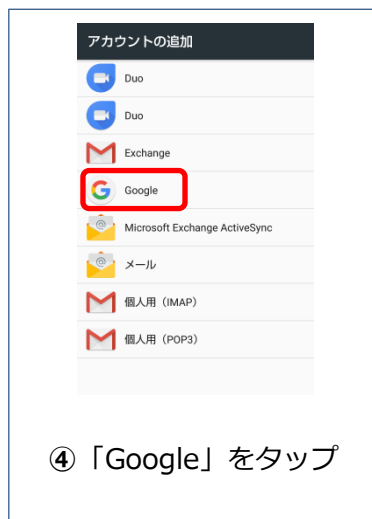 アカウントの追加
Duo
Duo
Exchange
Google
Microsoft Exchange ActiveSync
メール
個人用（IMAP）
個人用（POP3）
④「Google」をタップ